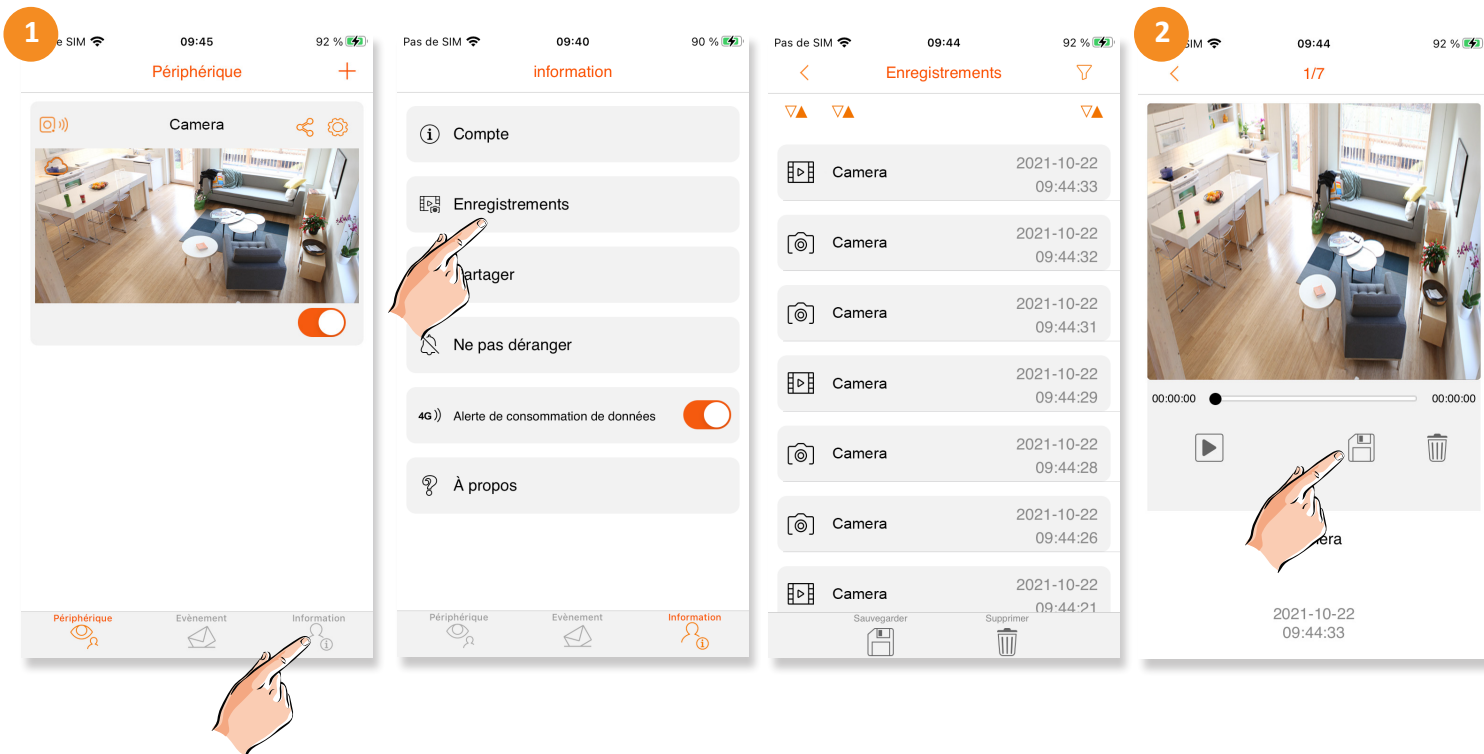 1
e SIM
09:45
92 %
Périphérique
Camera
Périphérique
Evènement
Information
Pas de SIM
09:40
90 %
information
Compte
Enregistrements
artager
Ne pas déranger
4G
Alerte de consommation de données
À propos
Périphérique
Evènement
Information
Pas de SIM
09:44
92 %
Enregistrements
Camera
2021-10-22
09:44:33
Camera
2021-10-22
09:44:32
Camera
2021-10-22
09:44:31
Camera
2021-10-22
09:44:29
Camera
2021-10-22
09:44:28
Camera
2021-10-22
09:44:26
Camera
2021-10-22
09:44:21
Sauvegarder
Supprimer
2
SIM
09:44
92 %
1/7
00:00:00
00:00:00
era
2021-10-22
09:44:33